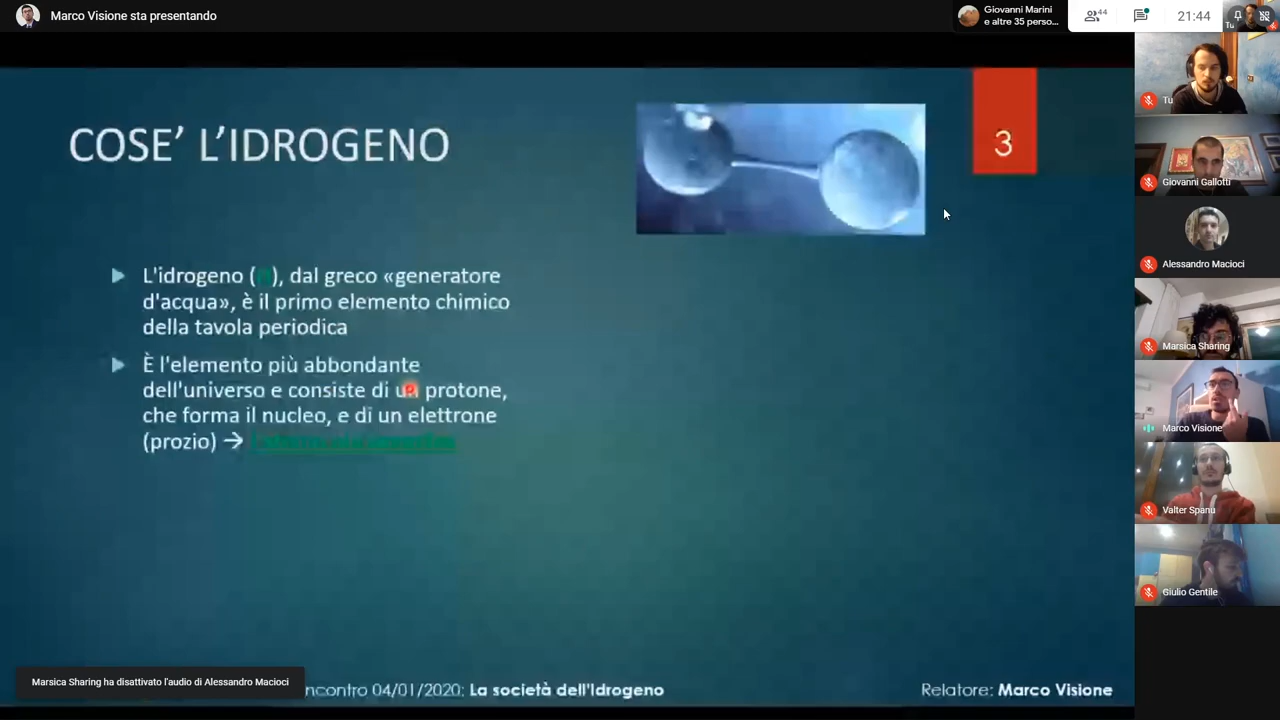 Marco Visione sta presentando
Giovanni Marini
e altre 35 perso...
44
21:44
Tu
COSE’ L’IDROGENO
3
L'idrogeno ( ), dal greco «generatore
d'acqua», è il primo elemento chimico
della tavola periodica
È l'elemento più abbondante
dell'universo e consiste di un protone,
che forma il nucleo, e di un elettrone
(prozio) →
Marsica Sharing ha disattivato l'audio di Alessandro Macioci
ncontro 04/01/2020: La società dell'Idrogeno
Relatore: Marco Visione
Tu
Giovanni Gallotti
Alessandro Macioci
Marsica Sharing
Marco Visione
Valter Spanu
Giulio Gentile